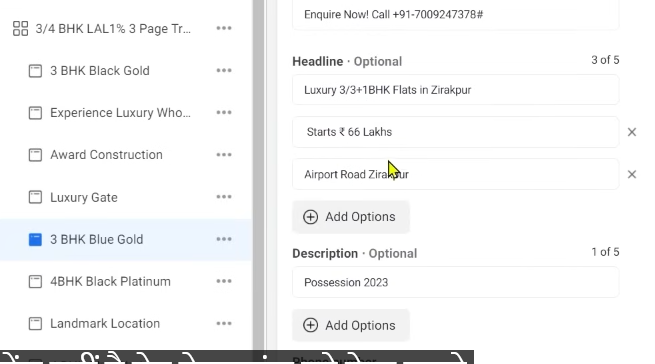 3/4 BHK LAL1% 3 Page Tr...
3 BHK Black Gold
Experience Luxury Who...
Award Construction
Luxury Gate
3 BHK Blue Gold
4BHK Black Platinum
Landmark Location
Enquire Now! Call +91-7009247378#
Headline · Optional
3 of 5
Luxury 3/3+1BHK Flats in Zirakpur
Starts ₹ 66 Lakhs
Airport Road Zirakpur
Add Options
Description · Optional
1 of 5
Possession 2023
Add Options